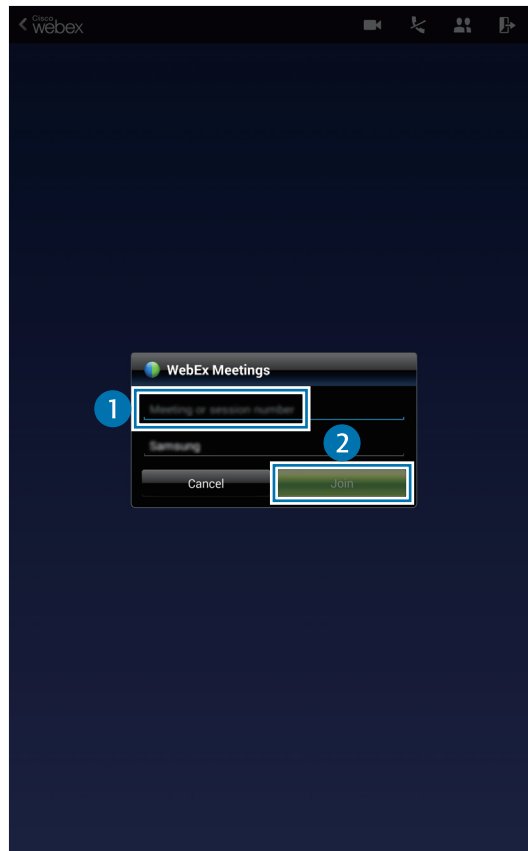 Cisco
webex
WebEx Meetings
1
Meeting or session number
2
Samsung
Cancel
Join